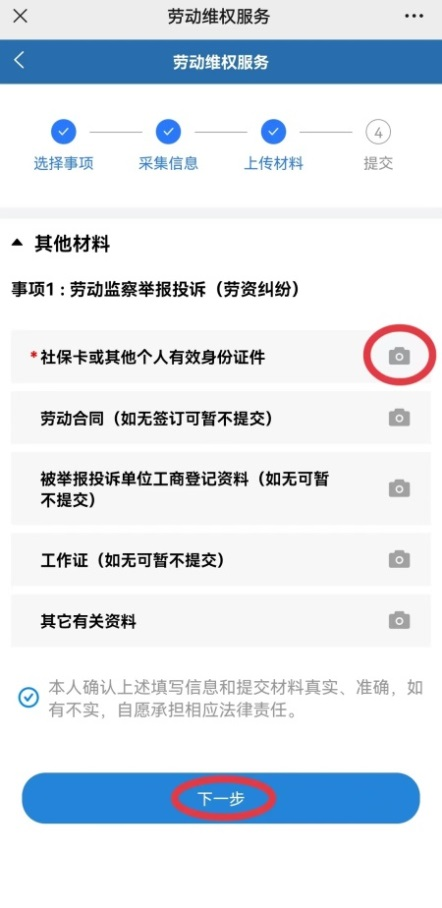 劳动维权服务
劳动维权服务
4
选择事项
采集信息
上传材料
提交
其他材料
事项1：劳动监察举报投诉（劳资纠纷）
*社保卡或其他个人有效身份证件
劳动合同（如无签订可暂不提交）
被举报投诉单位工商登记资料（如无可暂
不提交）
工作证（如无可暂不提交）
其它有关资料
本人确认上述填写信息和提交材料真实、准确，如
有不实，自愿承担相应法律责任。
下一步